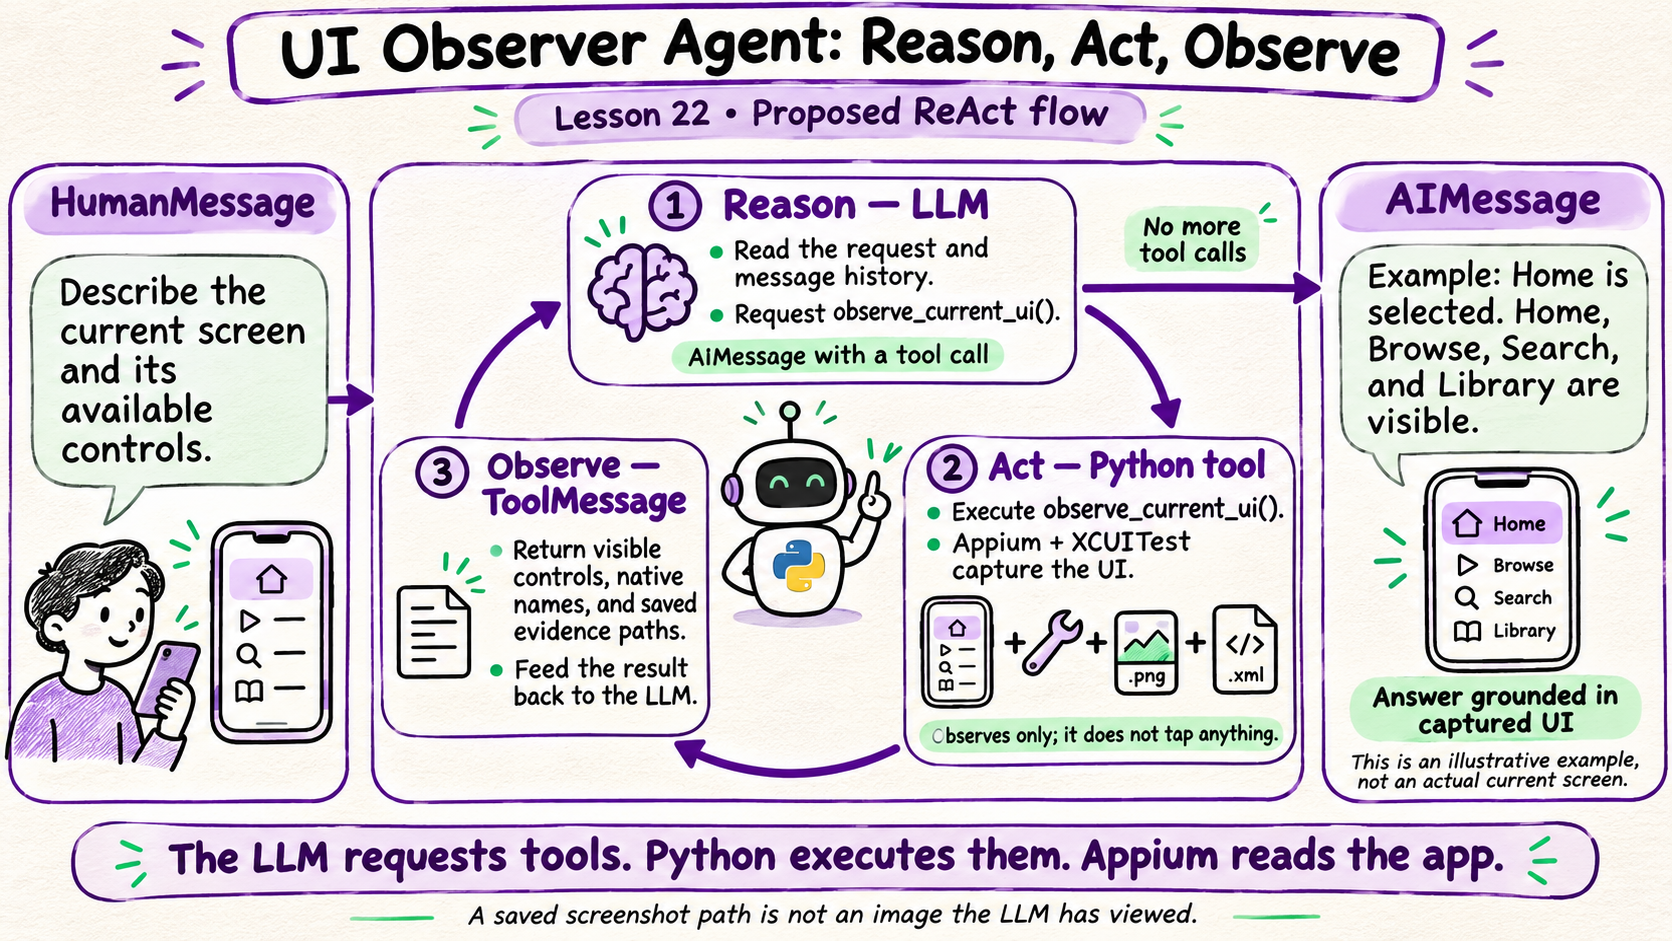 UI Observer Agent: Reason, Act, Observe
Lesson 22 • Proposed ReAct flow
HumanMessage
Describe the
current screen
and its
available
controls.
1 Reason — LLM
• Read the request and
message history.
• Request observe_current_ui().
AiMessage with a tool call
No more
tool calls
2 Act — Python tool
• Execute observe_current_ui().
• Appium + XCUITest
capture the UI.
+ + .png + </> .xml
Observes only; it does not tap anything.
3 Observe —
ToolMessage
• Return visible
controls, native
names, and saved
evidence paths.
• Feed the result
back to the LLM.
AIMessage
Example: Home is
selected. Home,
Browse, Search,
and Library are
visible.
Home
Browse
Search
Library
Answer grounded in
captured UI
This is an illustrative example,
not an actual current screen.
The LLM requests tools. Python executes them. Appium reads the app.
A saved screenshot path is not an image the LLM has viewed.